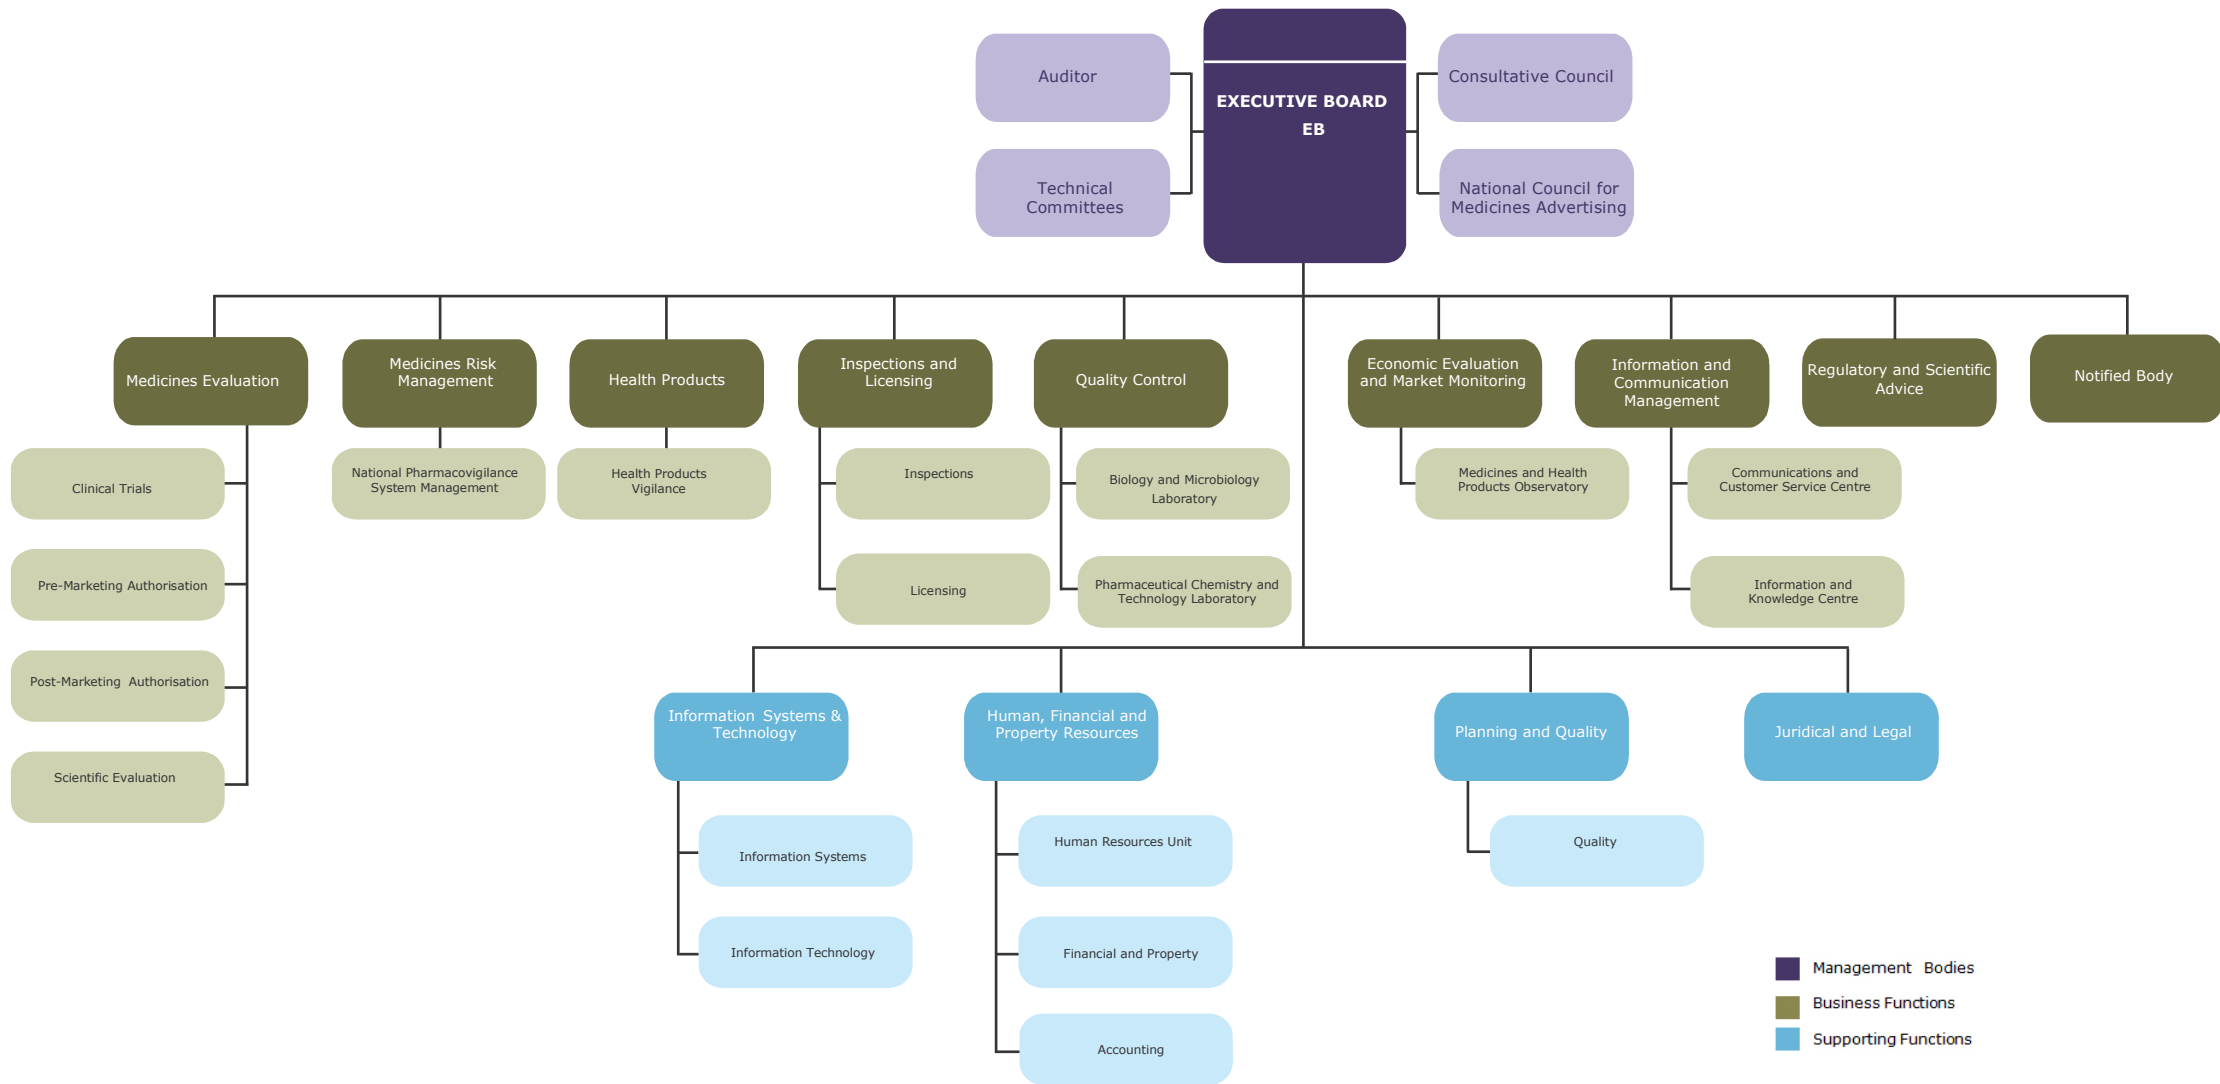 Auditor
EXECUTIVE BOARD
EB
Consultative Council
Technical
Committees
National Council for
Medicines Advertising
Medicines Evaluation
Medicines Risk
Management
Health Products
Inspections and
Licensing
Quality Control
Economic Evaluation
and Market Monitoring
Information and
Communication
Management
Regulatory and Scientific
Advice
Notified Body
Clinical Trials
National Pharmacovigilance
System Management
Health Products
Vigilance
Inspections
Biology and Microbiology
Laboratory
Medicines and Health
Products Observatory
Communications and
Customer Service Centre
Pre-Marketing Authorisation
Licensing
Pharmaceutical Chemistry and
Technology Laboratory
Information and
Knowledge Centre
Post-Marketing Authorisation
Scientific Evaluation
Information Systems &
Technology
Human, Financial and
Property Resources
Planning and Quality
Juridical and Legal
Information Systems
Human Resources Unit
Quality
Information Technology
Financial and Property
Accounting
Management Bodies
Business Functions
Supporting Functions